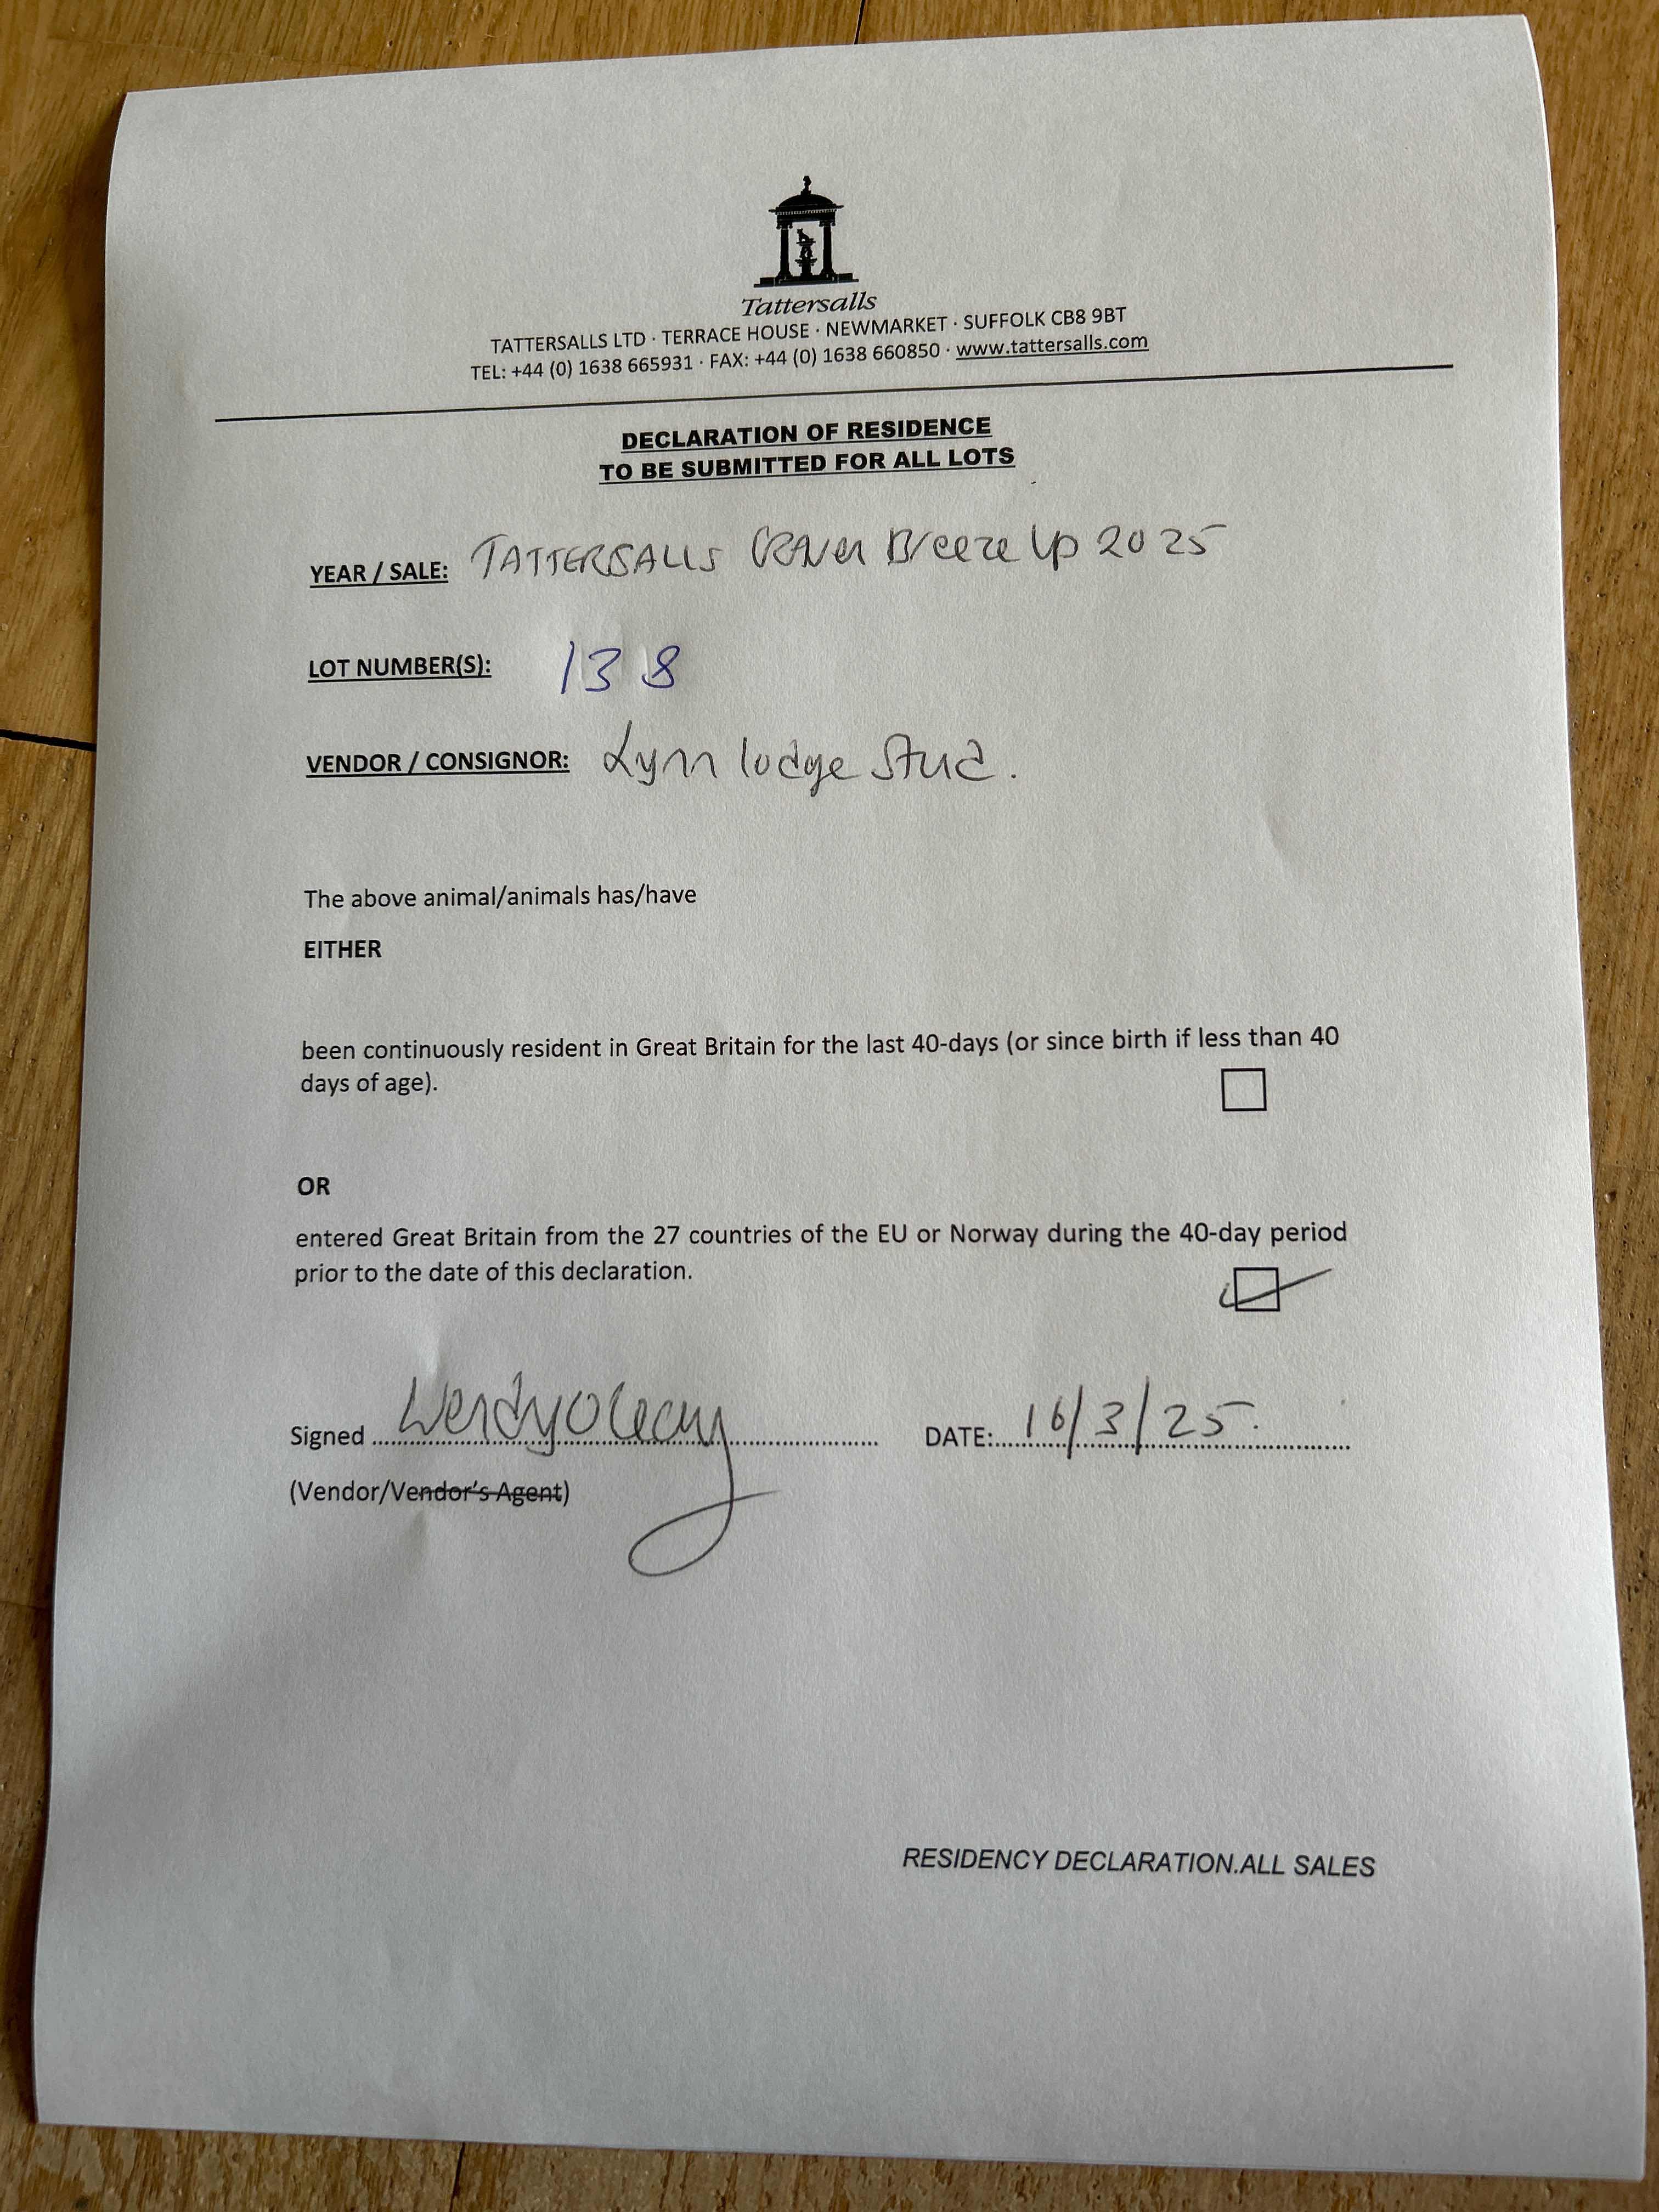 Tattersalls
TATTERSALLS LTD · TERRACE HOUSE · NEWMARKET · SUFFOLK CB8 9BT
TEL: +44 (0) 1638 665931 · FAX: +44 (0) 1638 660850 · www.tattersalls.com
DECLARATION OF RESIDENCE
TO BE SUBMITTED FOR ALL LOTS
YEAR / SALE: TATTERSALLS Craven Breeze Up 2025
LOT NUMBER(S): 138
VENDOR / CONSIGNOR: Lynn lodge Stud.
The above animal/animals has/have
EITHER
been continuously resident in Great Britain for the last 40-days (or since birth if less than 40
days of age).
OR
entered Great Britain from the 27 countries of the EU or Norway during the 40-day period
prior to the date of this declaration.
Signed Wendy O Leary DATE: 16/3/25.
(Vendor/Vendor's Agent)
RESIDENCY DECLARATION.ALL SALES